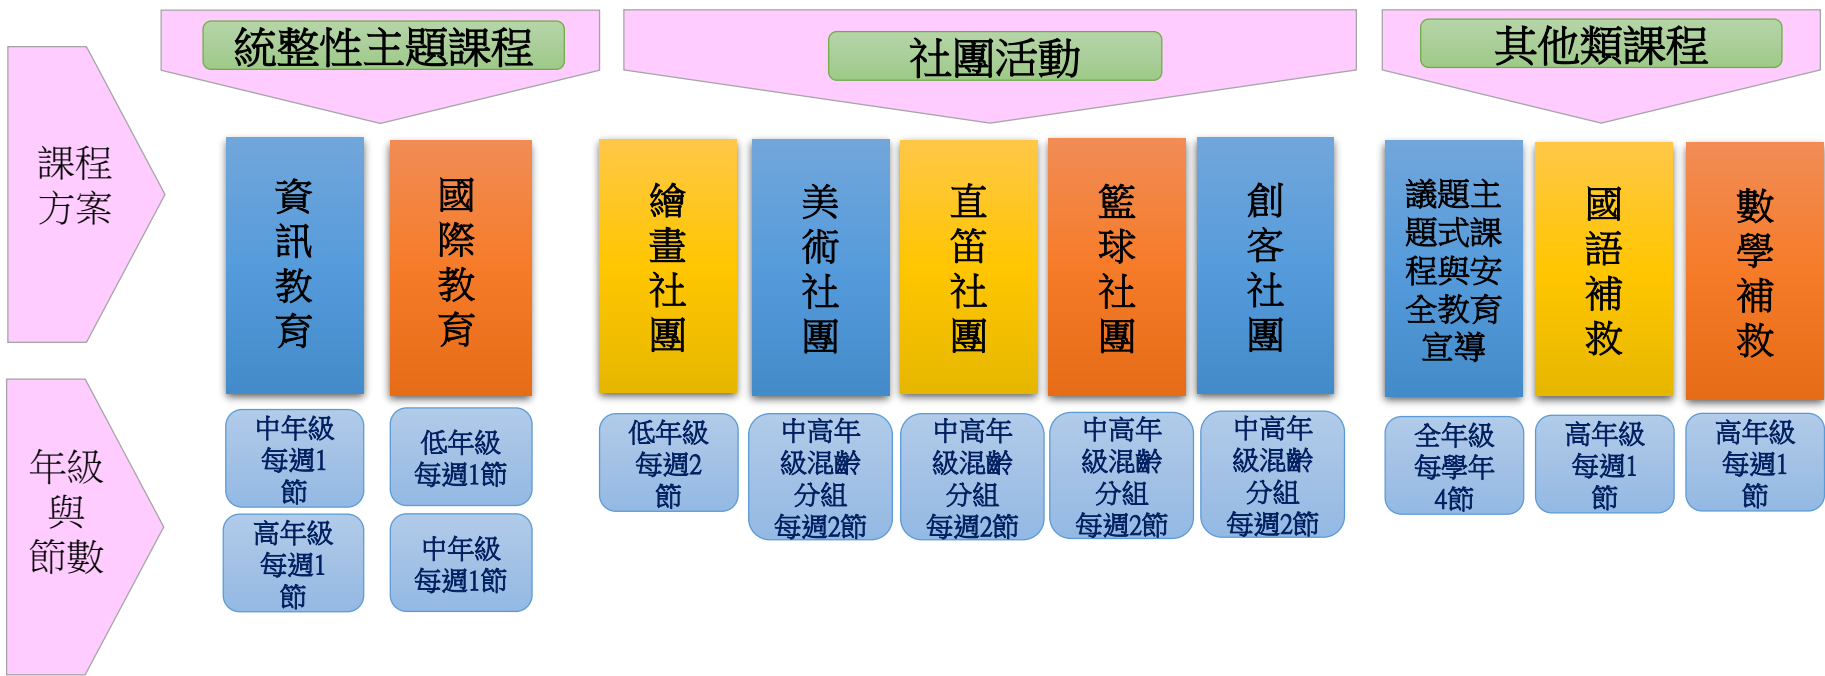 統整性主題課程
社團活動
其他類課程
課程
方案
資
訊
教
育
國
際
教
育
繪
畫
社
團
美
術
社
團
直
笛
社
團
籃
球
社
團
創
客
社
團
議題主
題式課
程與安
全教育
宣導
國
語
補
救
數
學
補
救
年級
與
節數
中年級
每週1
節
高年級
每週1
節
低年級
每週1節
中年級
每週1節
低年級
每週2
節
中高年
級混齡
分組
每週2節
中高年
級混齡
分組
每週2節
中高年
級混齡
分組
每週2節
中高年
級混齡
分組
每週2節
全年級
每學年
4節
高年級
每週1
節
高年級
每週1
節